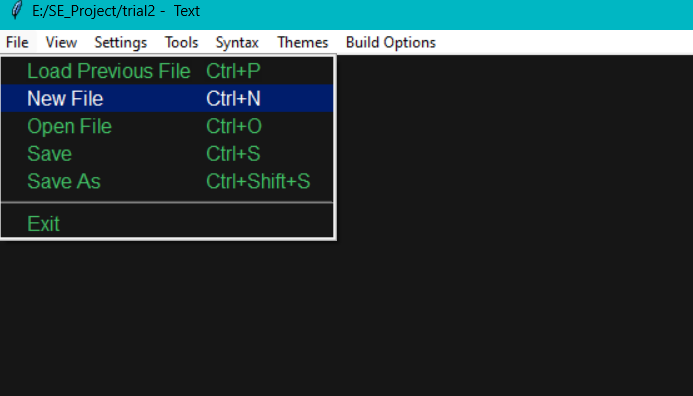 E:/SE_Project/trial2 - Text
File View Settings Tools Syntax Themes Build Options
Load Previous File Ctrl+P
New File Ctrl+N
Open File Ctrl+O
Save Ctrl+S
Save As Ctrl+Shift+S
Exit